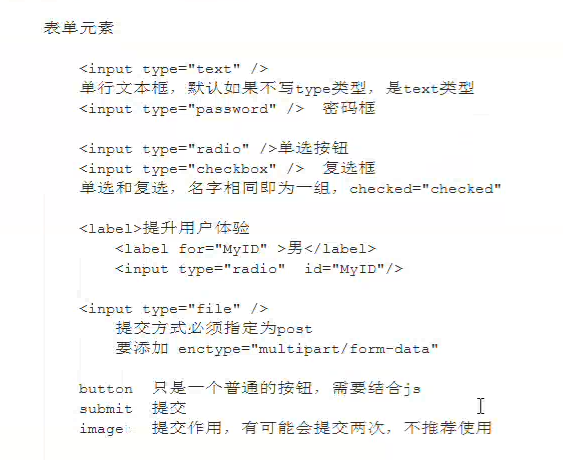 表单元素
<input type="text" />
单行文本框，默认如果不写type类型，是text类型
<input type="password" />  密码框
<input type="radio" />单选按钮
<input type="checkbox" />  复选框
单选和复选，名字相同即为一组，checked="checked"
<label>提升用户体验
<label for="MyID" >男</label>
<input type="radio"  id="MyID"/>
<input type="file" />
提交方式必须指定为post
要添加 enctype="multipart/form-data"
button  只是一个普通的按钮，需要结合js
submit  提交
image  提交作用，有可能会提交两次，不推荐使用